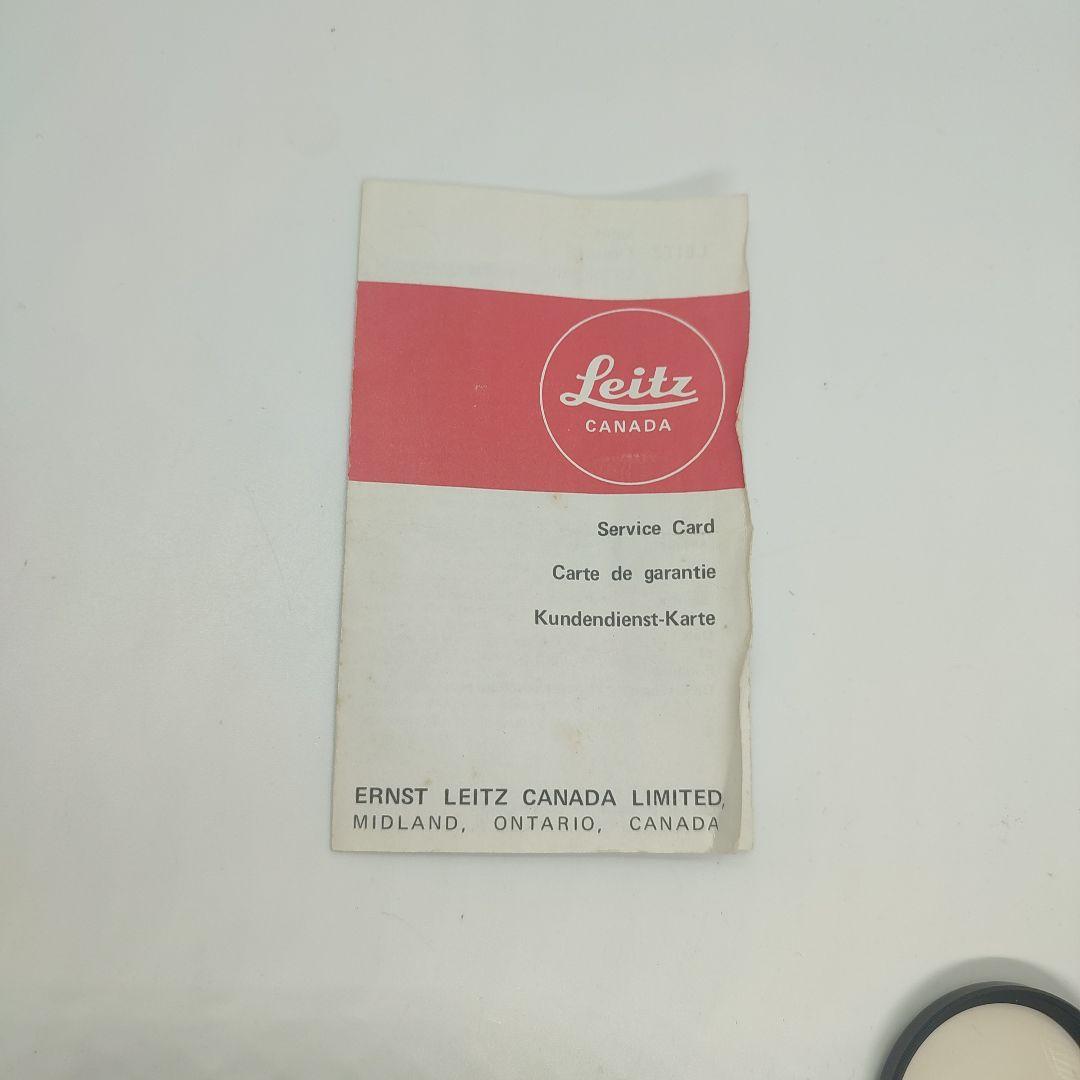 Leitz
CANADA
Service Card
Carte de garantie
Kundendienst-Karte
ERNST LEITZ CANADA LIMITED,
MIDLAND, ONTARIO, CANADA